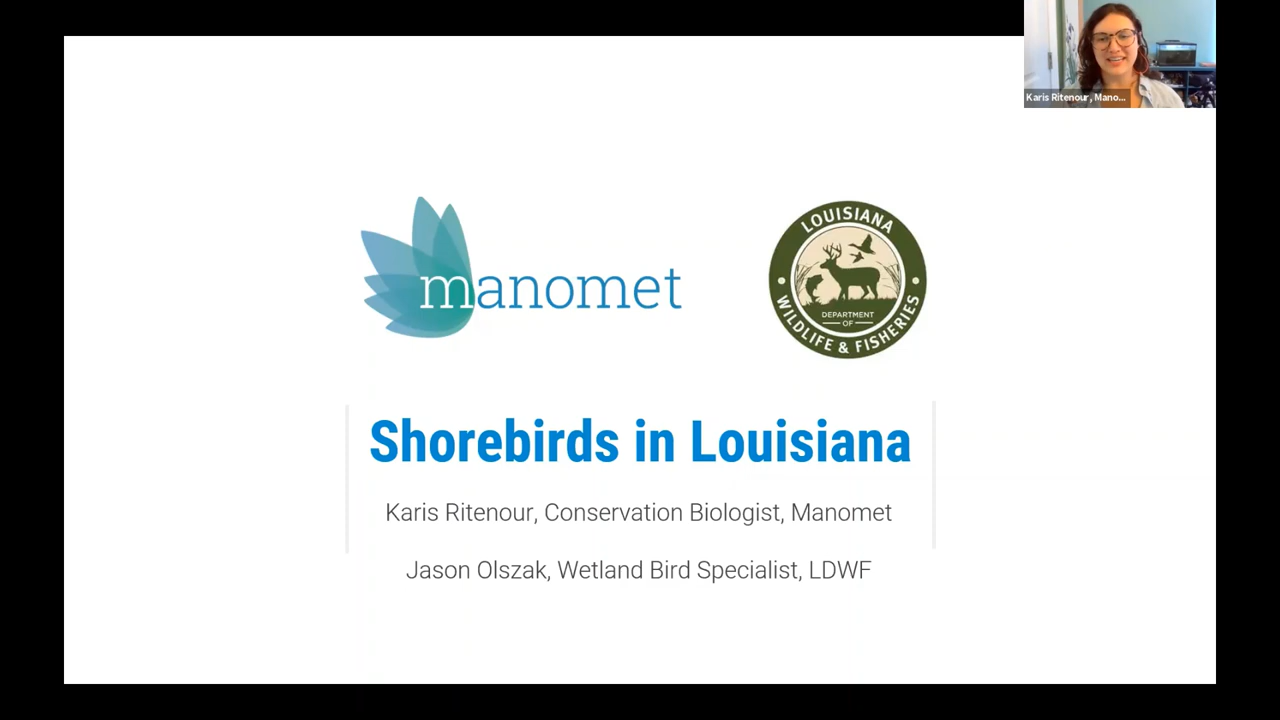 Karis Ritenour, Mano...
manomet
LOUISIANA
DEPARTMENT
OF
WILDLIFE & FISHERIES
Shorebirds in Louisiana
Karis Ritenour, Conservation Biologist, Manomet
Jason Olszak, Wetland Bird Specialist, LDWF